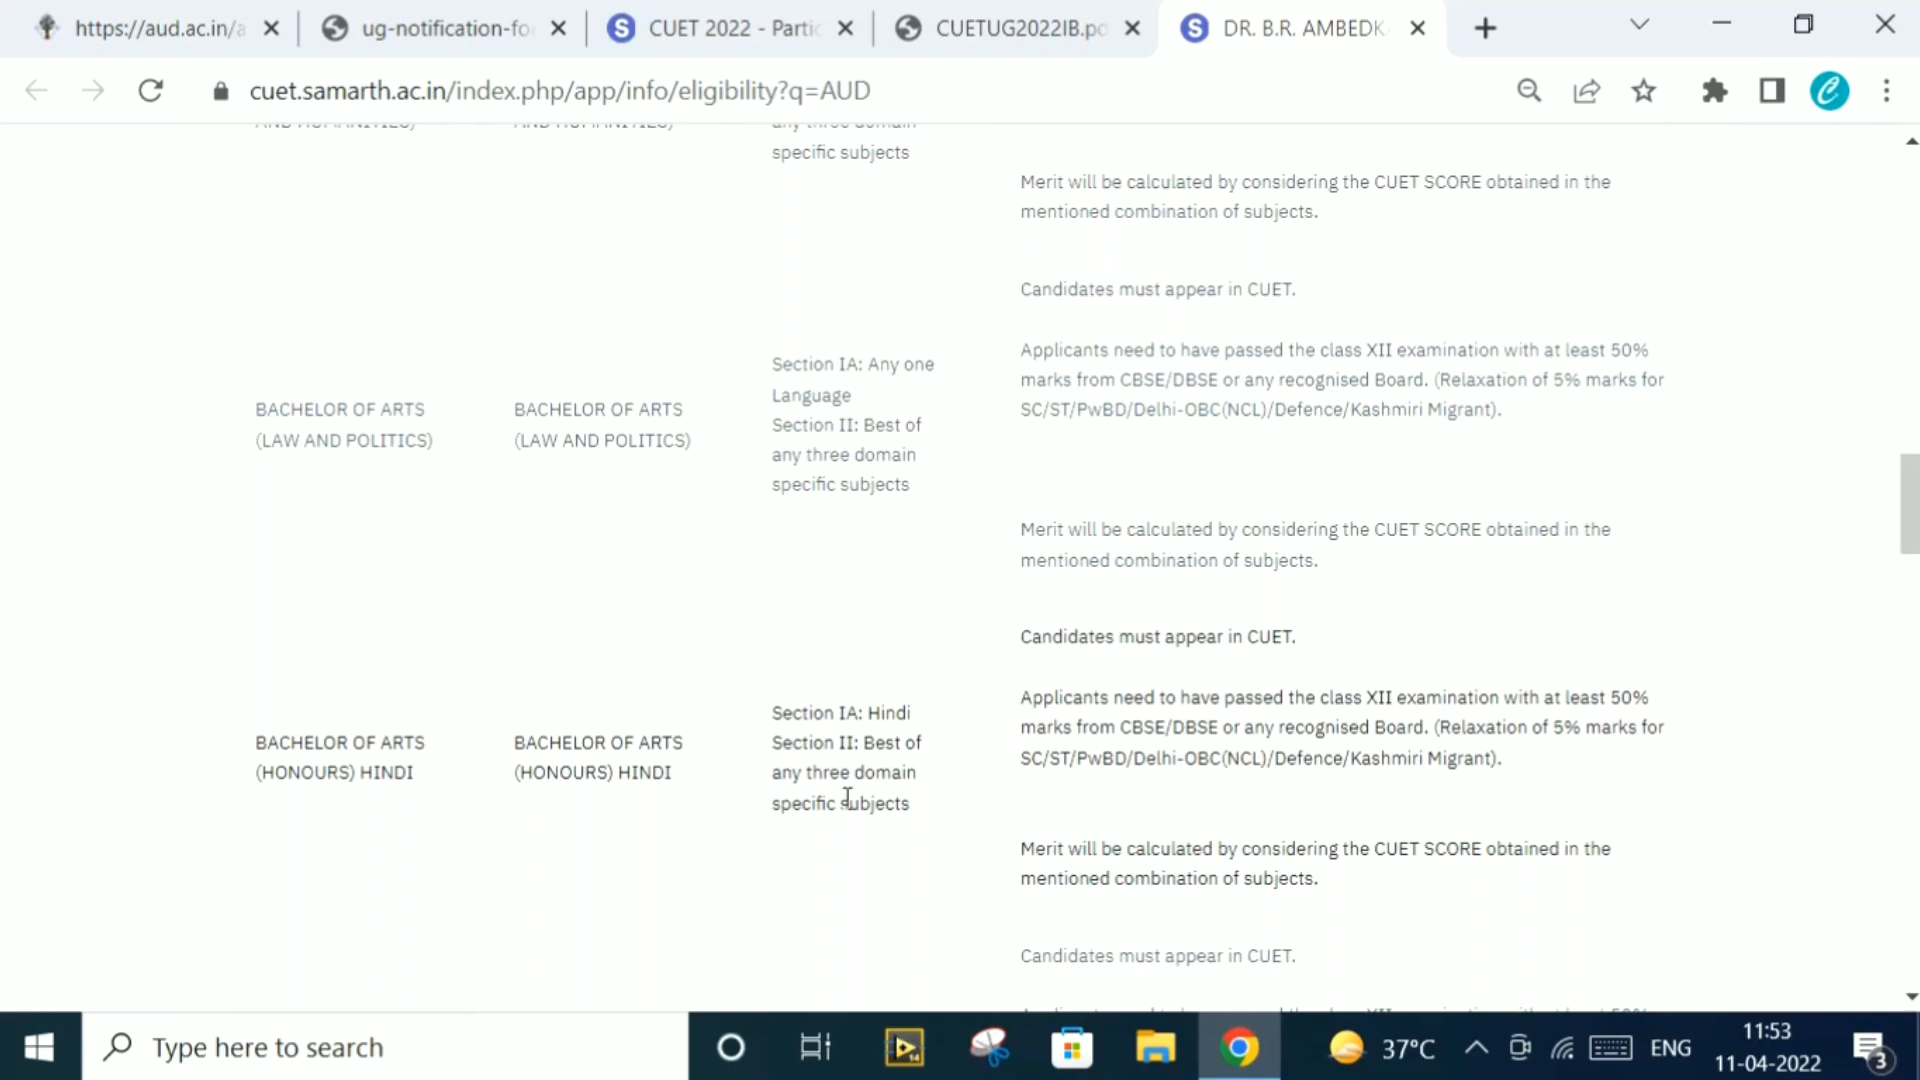 https://aud.ac.in/a
ug-notification-fo
CUET 2022 - Partic
CUETUG2022IB.pd
DR. B.R. AMBEDK
cuet.samarth.ac.in/index.php/app/info/eligibility?q=AUD
AND HUMANITIES)
AND HUMANITIES)
any three domain
specific subjects
Merit will be calculated by considering the CUET SCORE obtained in the
mentioned combination of subjects.
BACHELOR OF ARTS
(LAW AND POLITICS)
BACHELOR OF ARTS
(LAW AND POLITICS)
Section IA: Any one
Language
Section II: Best of
any three domain
specific subjects
Candidates must appear in CUET.
Applicants need to have passed the class XII examination with at least 50%
marks from CBSE/DBSE or any recognised Board. (Relaxation of 5% marks for
SC/ST/PwBD/Delhi-OBC(NCL)/Defence/Kashmiri Migrant).
Merit will be calculated by considering the CUET SCORE obtained in the
mentioned combination of subjects.
BACHELOR OF ARTS
(HONOURS) HINDI
BACHELOR OF ARTS
(HONOURS) HINDI
Section IA: Hindi
Section II: Best of
any three domain
specific subjects
Candidates must appear in CUET.
Applicants need to have passed the class XII examination with at least 50%
marks from CBSE/DBSE or any recognised Board. (Relaxation of 5% marks for
SC/ST/PwBD/Delhi-OBC(NCL)/Defence/Kashmiri Migrant).
Merit will be calculated by considering the CUET SCORE obtained in the
mentioned combination of subjects.
Candidates must appear in CUET.
Type here to search
14
37°C
ENG
11:53
11-04-2022
3